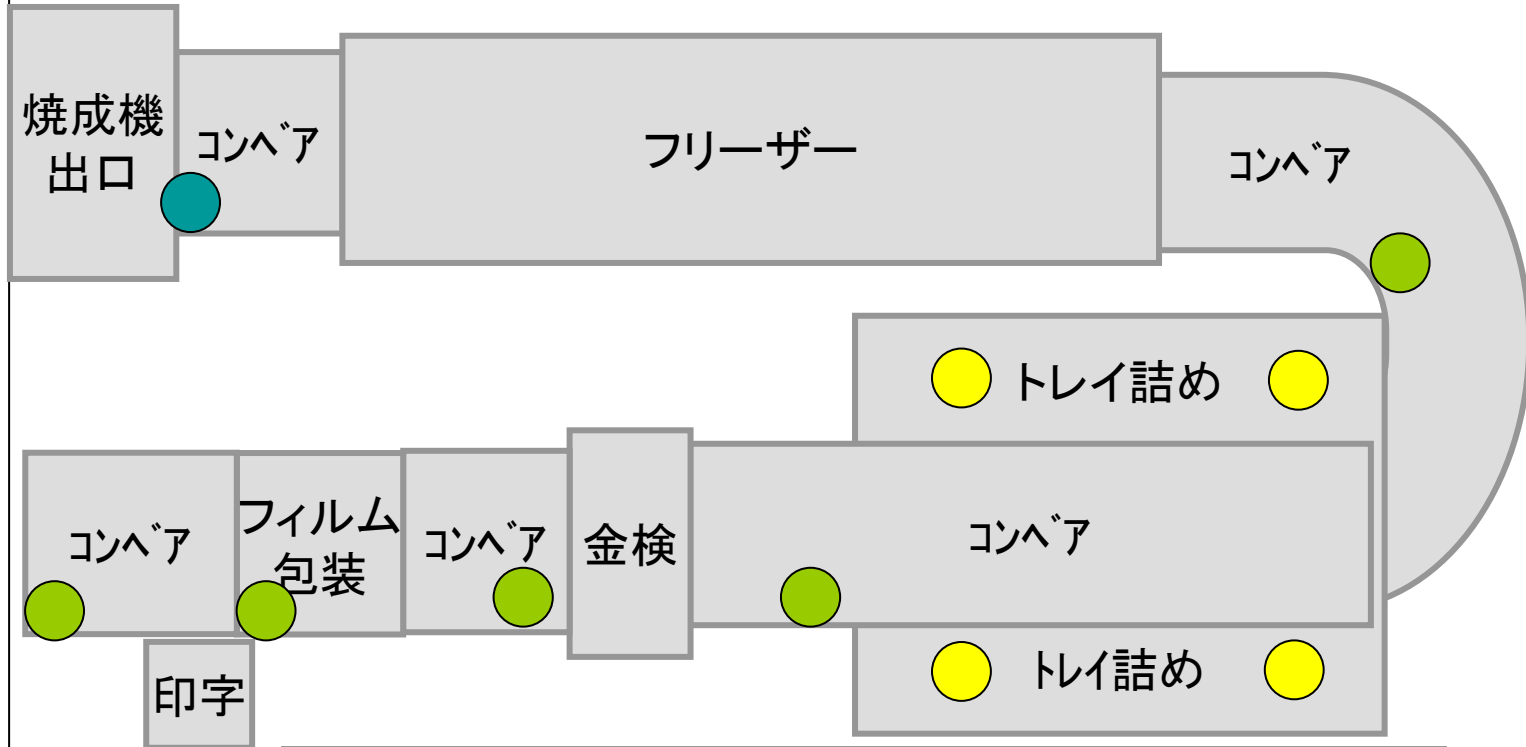 焼成機
出口
ｺﾝﾍﾞｱ
フリーザー
ｺﾝﾍﾞｱ
トレイ詰め
ｺﾝﾍﾞｱ
フィルム
包装
ｺﾝﾍﾞｱ
金検
ｺﾝﾍﾞｱ
トレイ詰め
印字